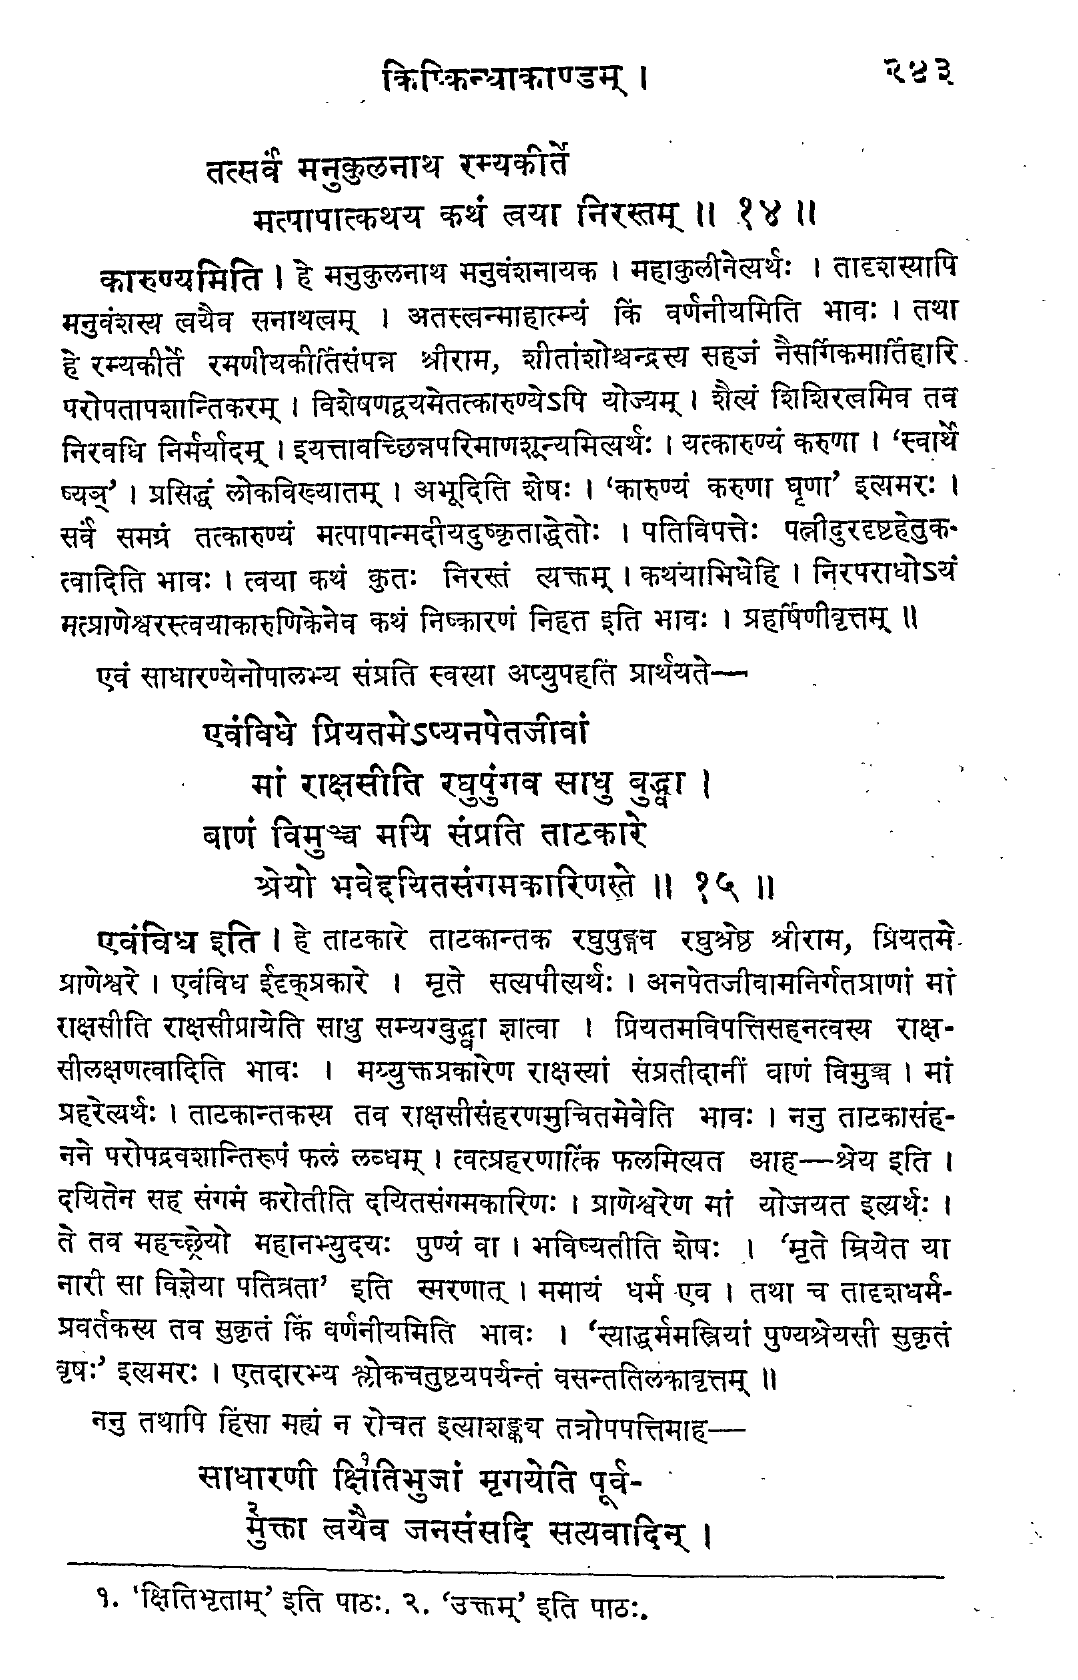 किष्किन्धाकाण्डम् । २४३
तत्सर्वं मनुकुलनाथ रम्यकीर्ते
मत्पापात्कथय कथं त्वया निरस्तम् ॥ १४ ॥
कारुण्यमिति । हे मनुकुलनाथ मनुवंशनायक । महाकुलीनेत्यर्थः । तादृशस्यापि
मनुवंशस्य त्वयैव सनाथत्वम् । अतस्त्वन्माहात्म्यं किं वर्णनीयमिति भावः । तथा
हे रम्यकीर्ते रमणीयकीर्तिसंपन्न श्रीराम, शीतांशोश्चन्द्रस्य सहजं नैसर्गिकमार्तिहारि
परोपतापशान्तिकरम् । विशेषणद्वयमेतत्कारुण्येऽपि योज्यम् । शैत्यं शिशिरत्वमिव तव
निरवधि निर्मर्यादम् । इयत्तावच्छिन्नपरिमाणशून्यमित्यर्थः । यत्कारुण्यं करुणा । ‘स्वार्थे
ष्यञ्’ । प्रसिद्धं लोकविख्यातम् । अभूदिति शेषः । ‘कारुण्यं करुणा घृणा’ इत्यमरः ।
सर्वं समग्रं तत्कारुण्यं मत्पापान्मदीयदुष्कृताद्धेतोः । पतिविपत्तेः पत्नीदुरदृष्टहेतुक-
त्वादिति भावः । त्वया कथं कुतः निरस्तं त्यक्तम् । कथयाभिधेहि । निरपराधोऽयं
मत्प्राणेश्वरस्त्वयाकारुणिकेनेव कथं निष्कारणं निहत इति भावः । प्रहर्षिणीवृत्तम् ॥
एवं साधारण्येनोपालभ्य संप्रति स्वस्या अप्युपहतिं प्रार्थयते—
एवंविधे प्रियतमेऽप्यनपेतजीवां
मां राक्षसीति रघुपुंगव साधु बुद्ध्वा ।
बाणं विमुञ्च मयि संप्रति ताटकारे
श्रेयो भवेद्दयितसंगमकारिणस्ते ॥ १५ ॥
एवंविध इति । हे ताटकारे ताटकान्तक रघुपुङ्गव रघुश्रेष्ठ श्रीराम, प्रियतमे
प्राणेश्वरे । एवंविध ईदृक्प्रकारे । मृते सत्यपीत्यर्थः । अनपेतजीवामनिर्गतप्राणां मां
राक्षसीति राक्षसीप्रायेति साधु सम्यग्बुद्ध्वा ज्ञात्वा । प्रियतमविपत्तिसहनत्वस्य राक्ष-
सीलक्षणत्वादिति भावः । मय्युक्तप्रकारेण राक्षस्यां संप्रतीदानीं बाणं विमुञ्च । मां
प्रहरेत्यर्थः । ताटकान्तकस्य तव राक्षसीसंहरणमुचितमेवेति भावः । ननु ताटकासंह-
नने परोपद्रवशान्तिरूपं फलं लब्धम् । त्वत्प्रहरणात्किं फलमित्यत आह—श्रेय इति ।
दयितेन सह संगमं करोतीति दयितसंगमकारिणः । प्राणेश्वरेण मां योजयत इत्यर्थः ।
ते तव महच्छ्रेयो महानभ्युदयः पुण्यं वा । भविष्यतीति शेषः । ‘मृते म्रियेत या
नारी सा विज्ञेया पतिव्रता’ इति स्मरणात् । ममायं धर्म एव । तथा च तादृशधर्म-
प्रवर्तकस्य तव सुकृतं किं वर्णनीयमिति भावः । ‘स्याद्धर्ममस्त्रियां पुण्यश्रेयसी सुकृतं
वृषः’ इत्यमरः । एतदारभ्य श्लोकचतुष्टयपर्यन्तं वसन्ततिलकावृत्तम् ॥
ननु तथापि हिंसा मह्यं न रोचत इत्याशङ्क्य तत्रोपपत्तिमाह—
साधारणी क्षि१तिभुजां मृगयेति पूर्व-
मु२क्ता त्वयैव जनसंसदि सत्यवादिन् ।
१. ‘क्षितिभृताम्’ इति पाठः. २. ‘उक्तम्’ इति पाठः.